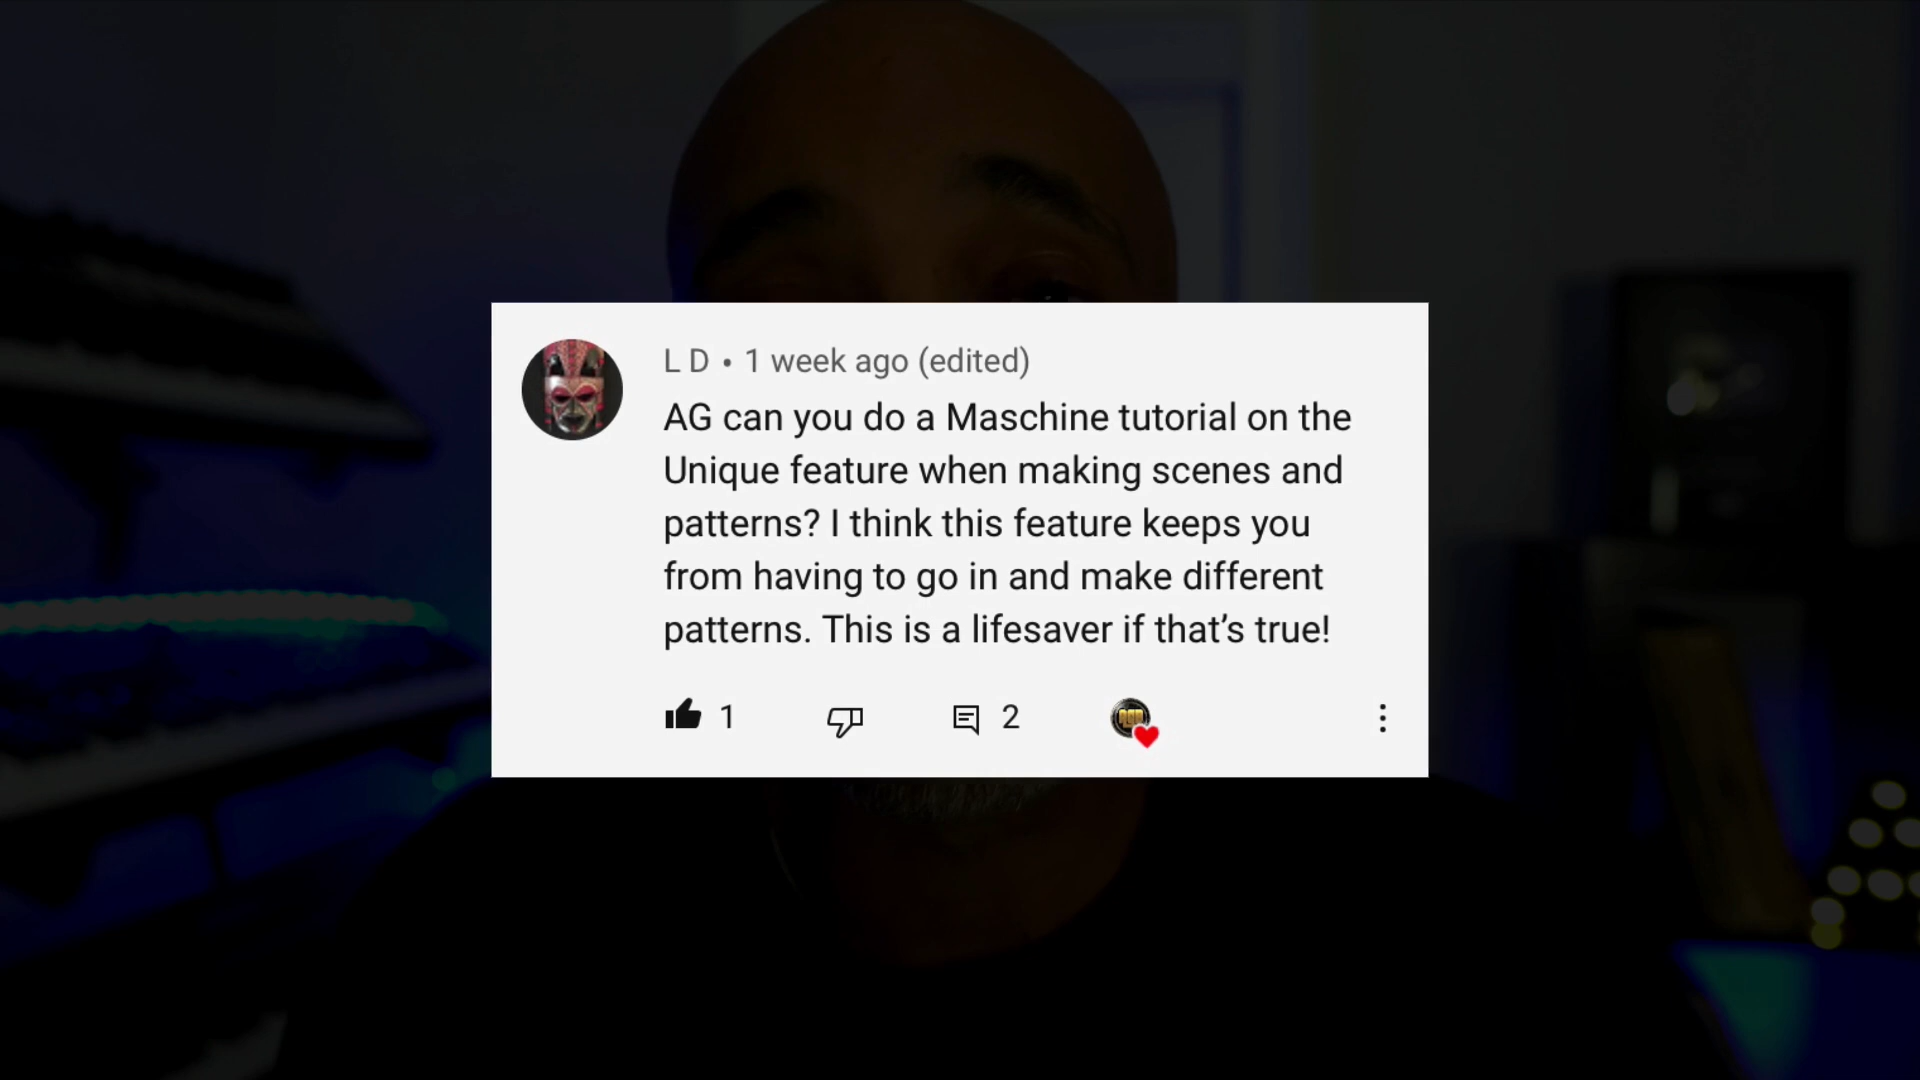 L D • 1 week ago (edited)
AG can you do a Maschine tutorial on the
Unique feature when making scenes and
patterns? I think this feature keeps you
from having to go in and make different
patterns. This is a lifesaver if that’s true!
1
2